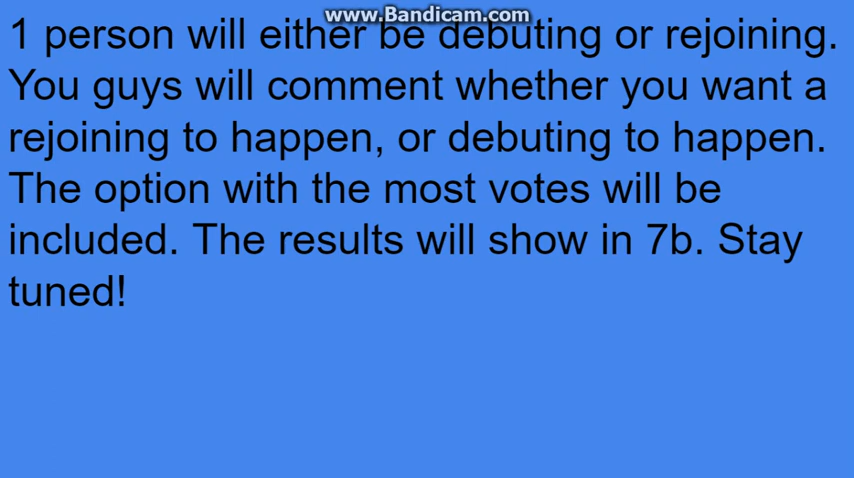 www.Bandicam.com
1 person will either be debuting or rejoining.
You guys will comment whether you want a
rejoining to happen, or debuting to happen.
The option with the most votes will be
included. The results will show in 7b. Stay
tuned!